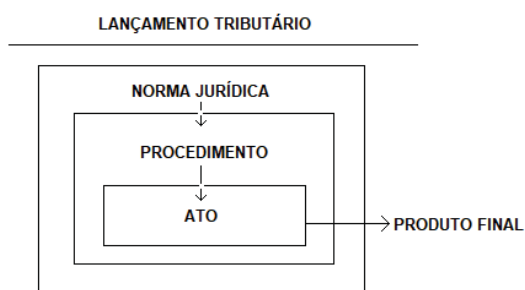 LANÇAMENTO TRIBUTÁRIO
NORMA JURÍDICA
PROCEDIMENTO
ATO
PRODUTO FINAL